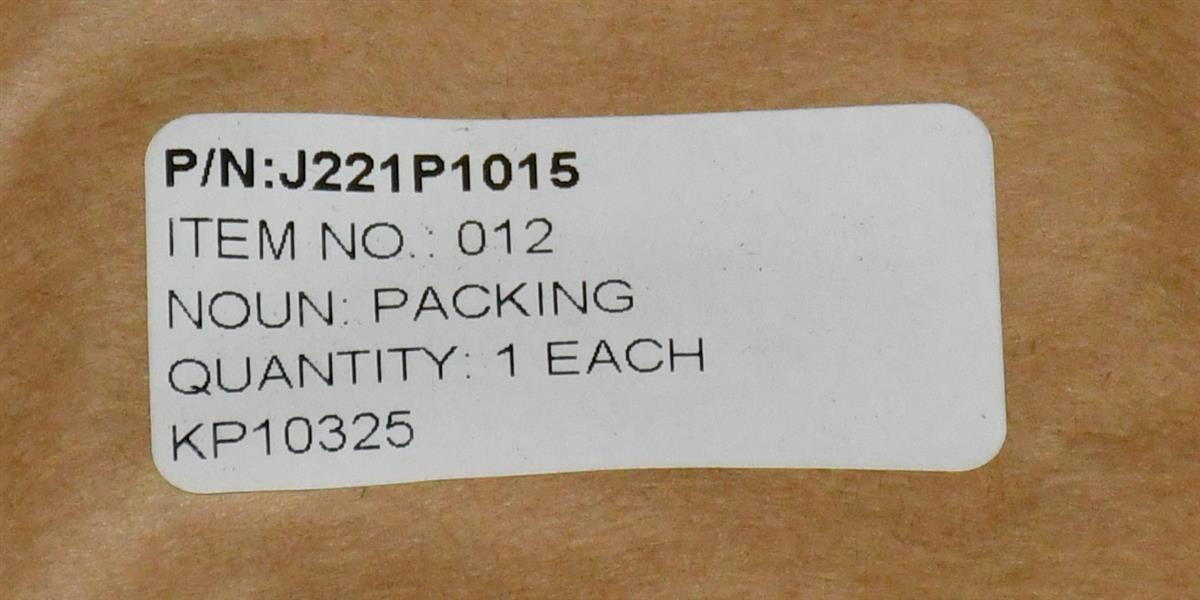 P/N:J221P1015
ITEM NO.: 012
NOUN: PACKING
QUANTITY: 1 EACH
KP10325